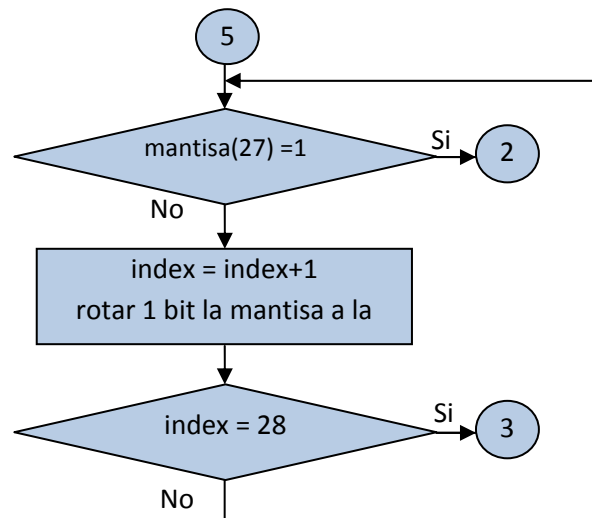 5
mantisa(27) =1
Si
2
No
index = index+1
rotar 1 bit la mantisa a la
index = 28
Si
3
No